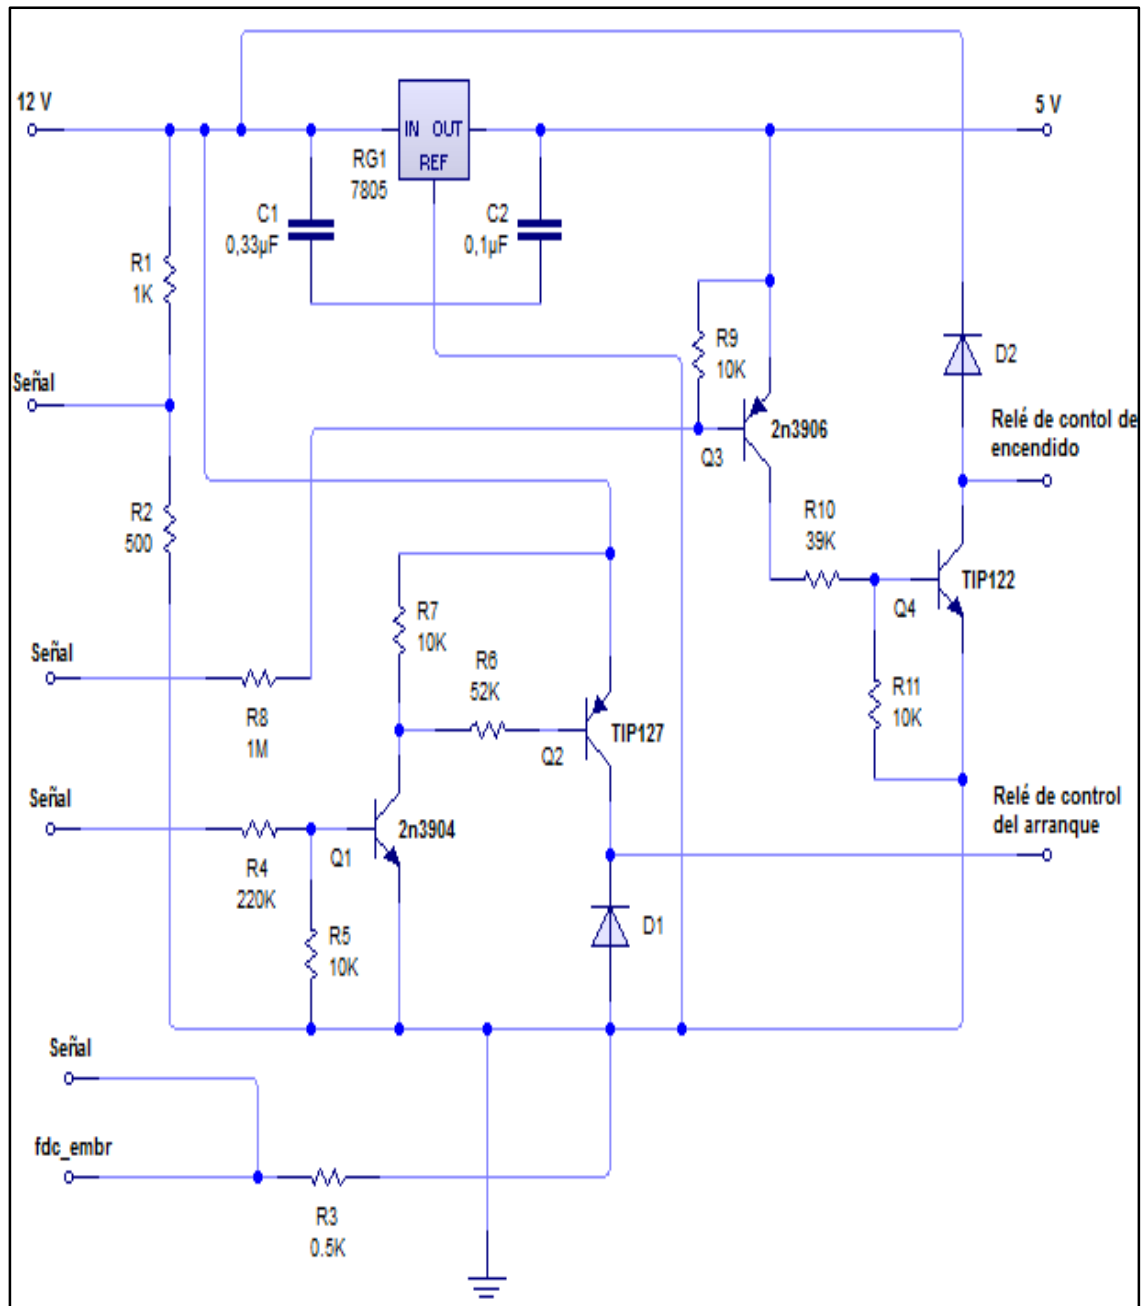 12 V
5 V
IN OUT
REF
RG1
7805
C1
0,33µF
C2
0,1µF
R1
1K
R9
10K
D2
Señal
2n3906
Q3
Relé de contol de
encendido
R2
500
R10
39K
TIP122
Q4
R7
10K
Señal
R6
52K
R8
1M
R11
10K
TIP127
Q2
Señal
2n3904
Q1
Relé de control
del arranque
R4
220K
R5
10K
D1
Señal
fdc_embr
R3
0.5K